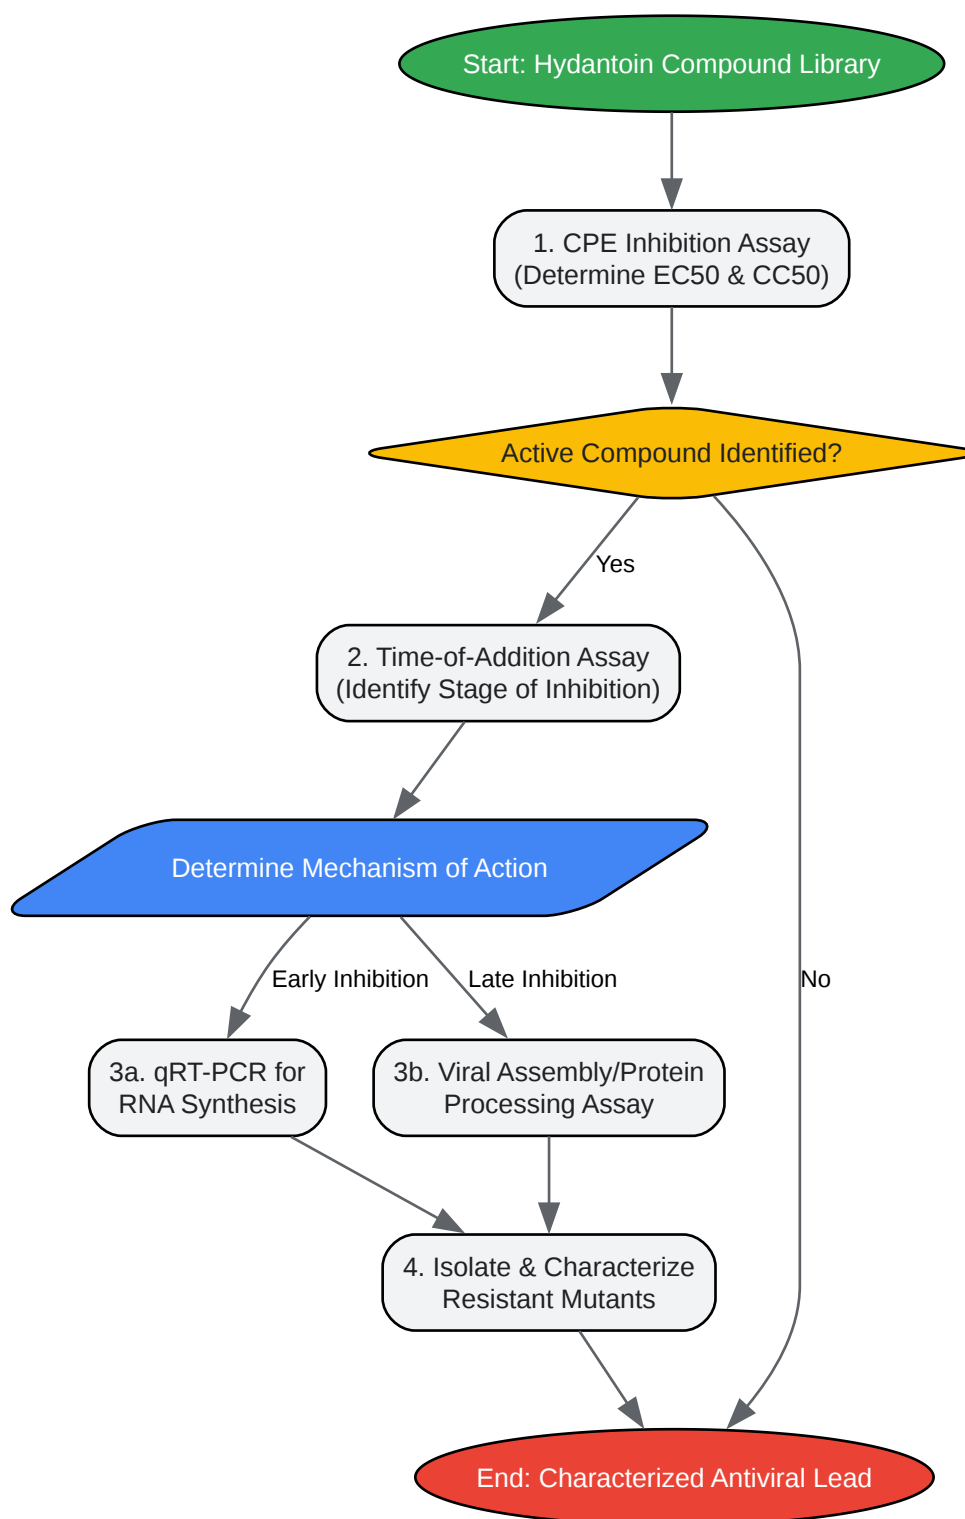 Start: Hydantoin Compound Library
1. CPE Inhibition Assay
(Determine EC50 & CC50)
Active Compound Identified?
Yes
2. Time-of-Addition Assay
(Identify Stage of Inhibition)
Determine Mechanism of Action
Early Inhibition
Late Inhibition
No
3a. qRT-PCR for
RNA Synthesis
3b. Viral Assembly/Protein
Processing Assay
4. Isolate & Characterize
Resistant Mutants
End: Characterized Antiviral Lead